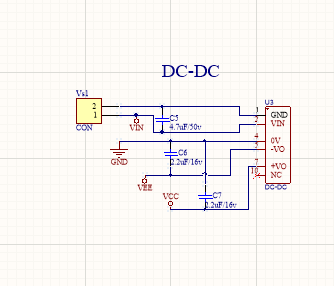 DC-DC
Vs1
2
1
CON
VIN
C5
4.7uF/50v
U3
1
GND
2
VIN
4
0V
5
-VO
7
+VO
10
NC
DC-DC
GND
C6
2.2uF/16v
VEE
VCC
C7
2.2uF/16v